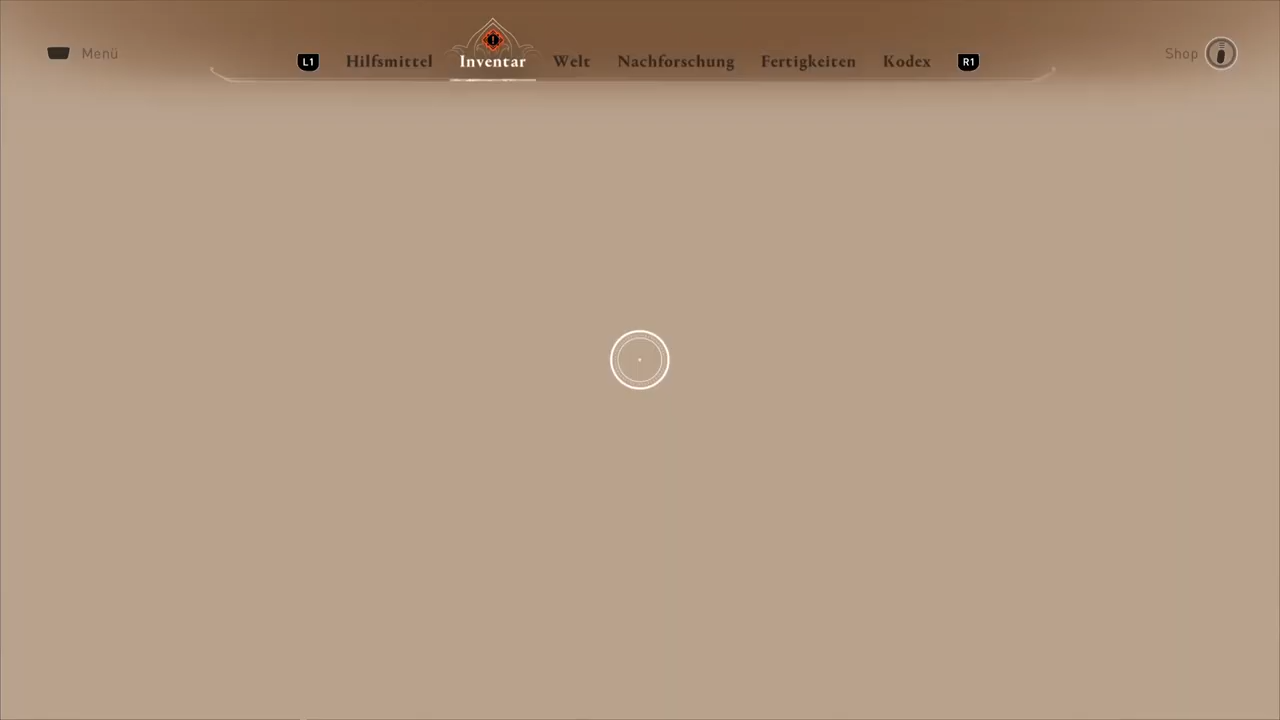 Menü
L1 Hilfsmittel Inventar Welt Nachforschung Fertigkeiten Kodex R1
Shop